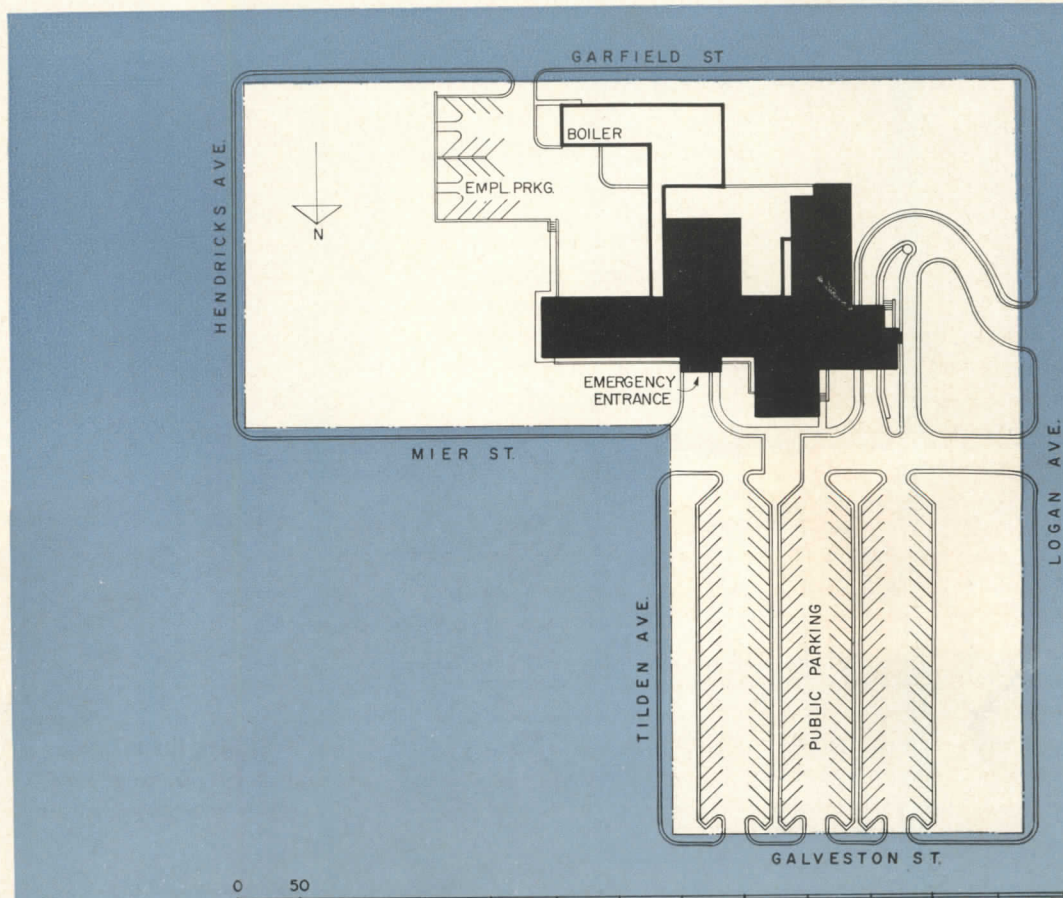 GARFIELD ST
BOILER
EMPL. PRKG.
HENDRICKS AVE.
N
EMERGENCY
ENTRANCE
MIER ST.
LOGAN AVE.
TILDEN AVE.
PUBLIC PARKING
GALVESTON ST.
0 50